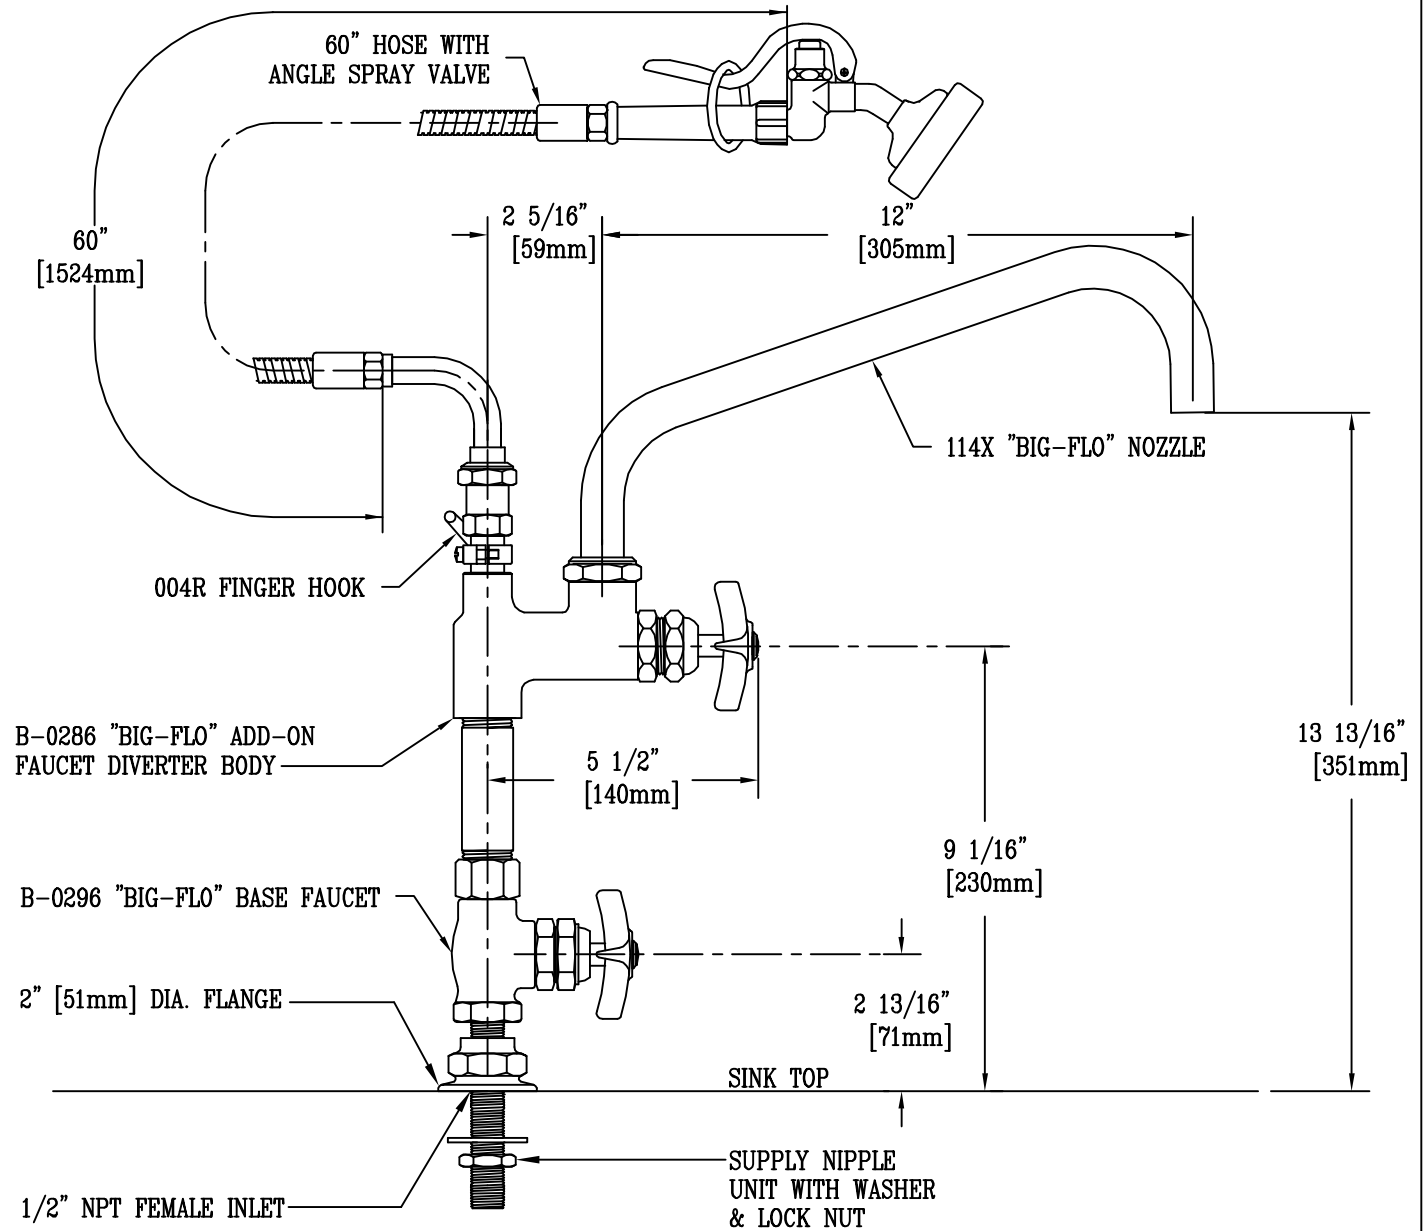 60" HOSE WITH
ANGLE SPRAY VALVE
2 5/16"
[59mm]
12"
[305mm]
60"
[1524mm]
114X "BIG-FLO" NOZZLE
004R FINGER HOOK
B-0286 "BIG-FLO" ADD-ON
FAUCET DIVERTER BODY
5 1/2"
[140mm]
13 13/16"
[351mm]
9 1/16"
[230mm]
B-0296 "BIG-FLO" BASE FAUCET
2" [51mm] DIA. FLANGE
2 13/16"
[71mm]
SINK TOP
SUPPLY NIPPLE
UNIT WITH WASHER
& LOCK NUT
1/2" NPT FEMALE INLET